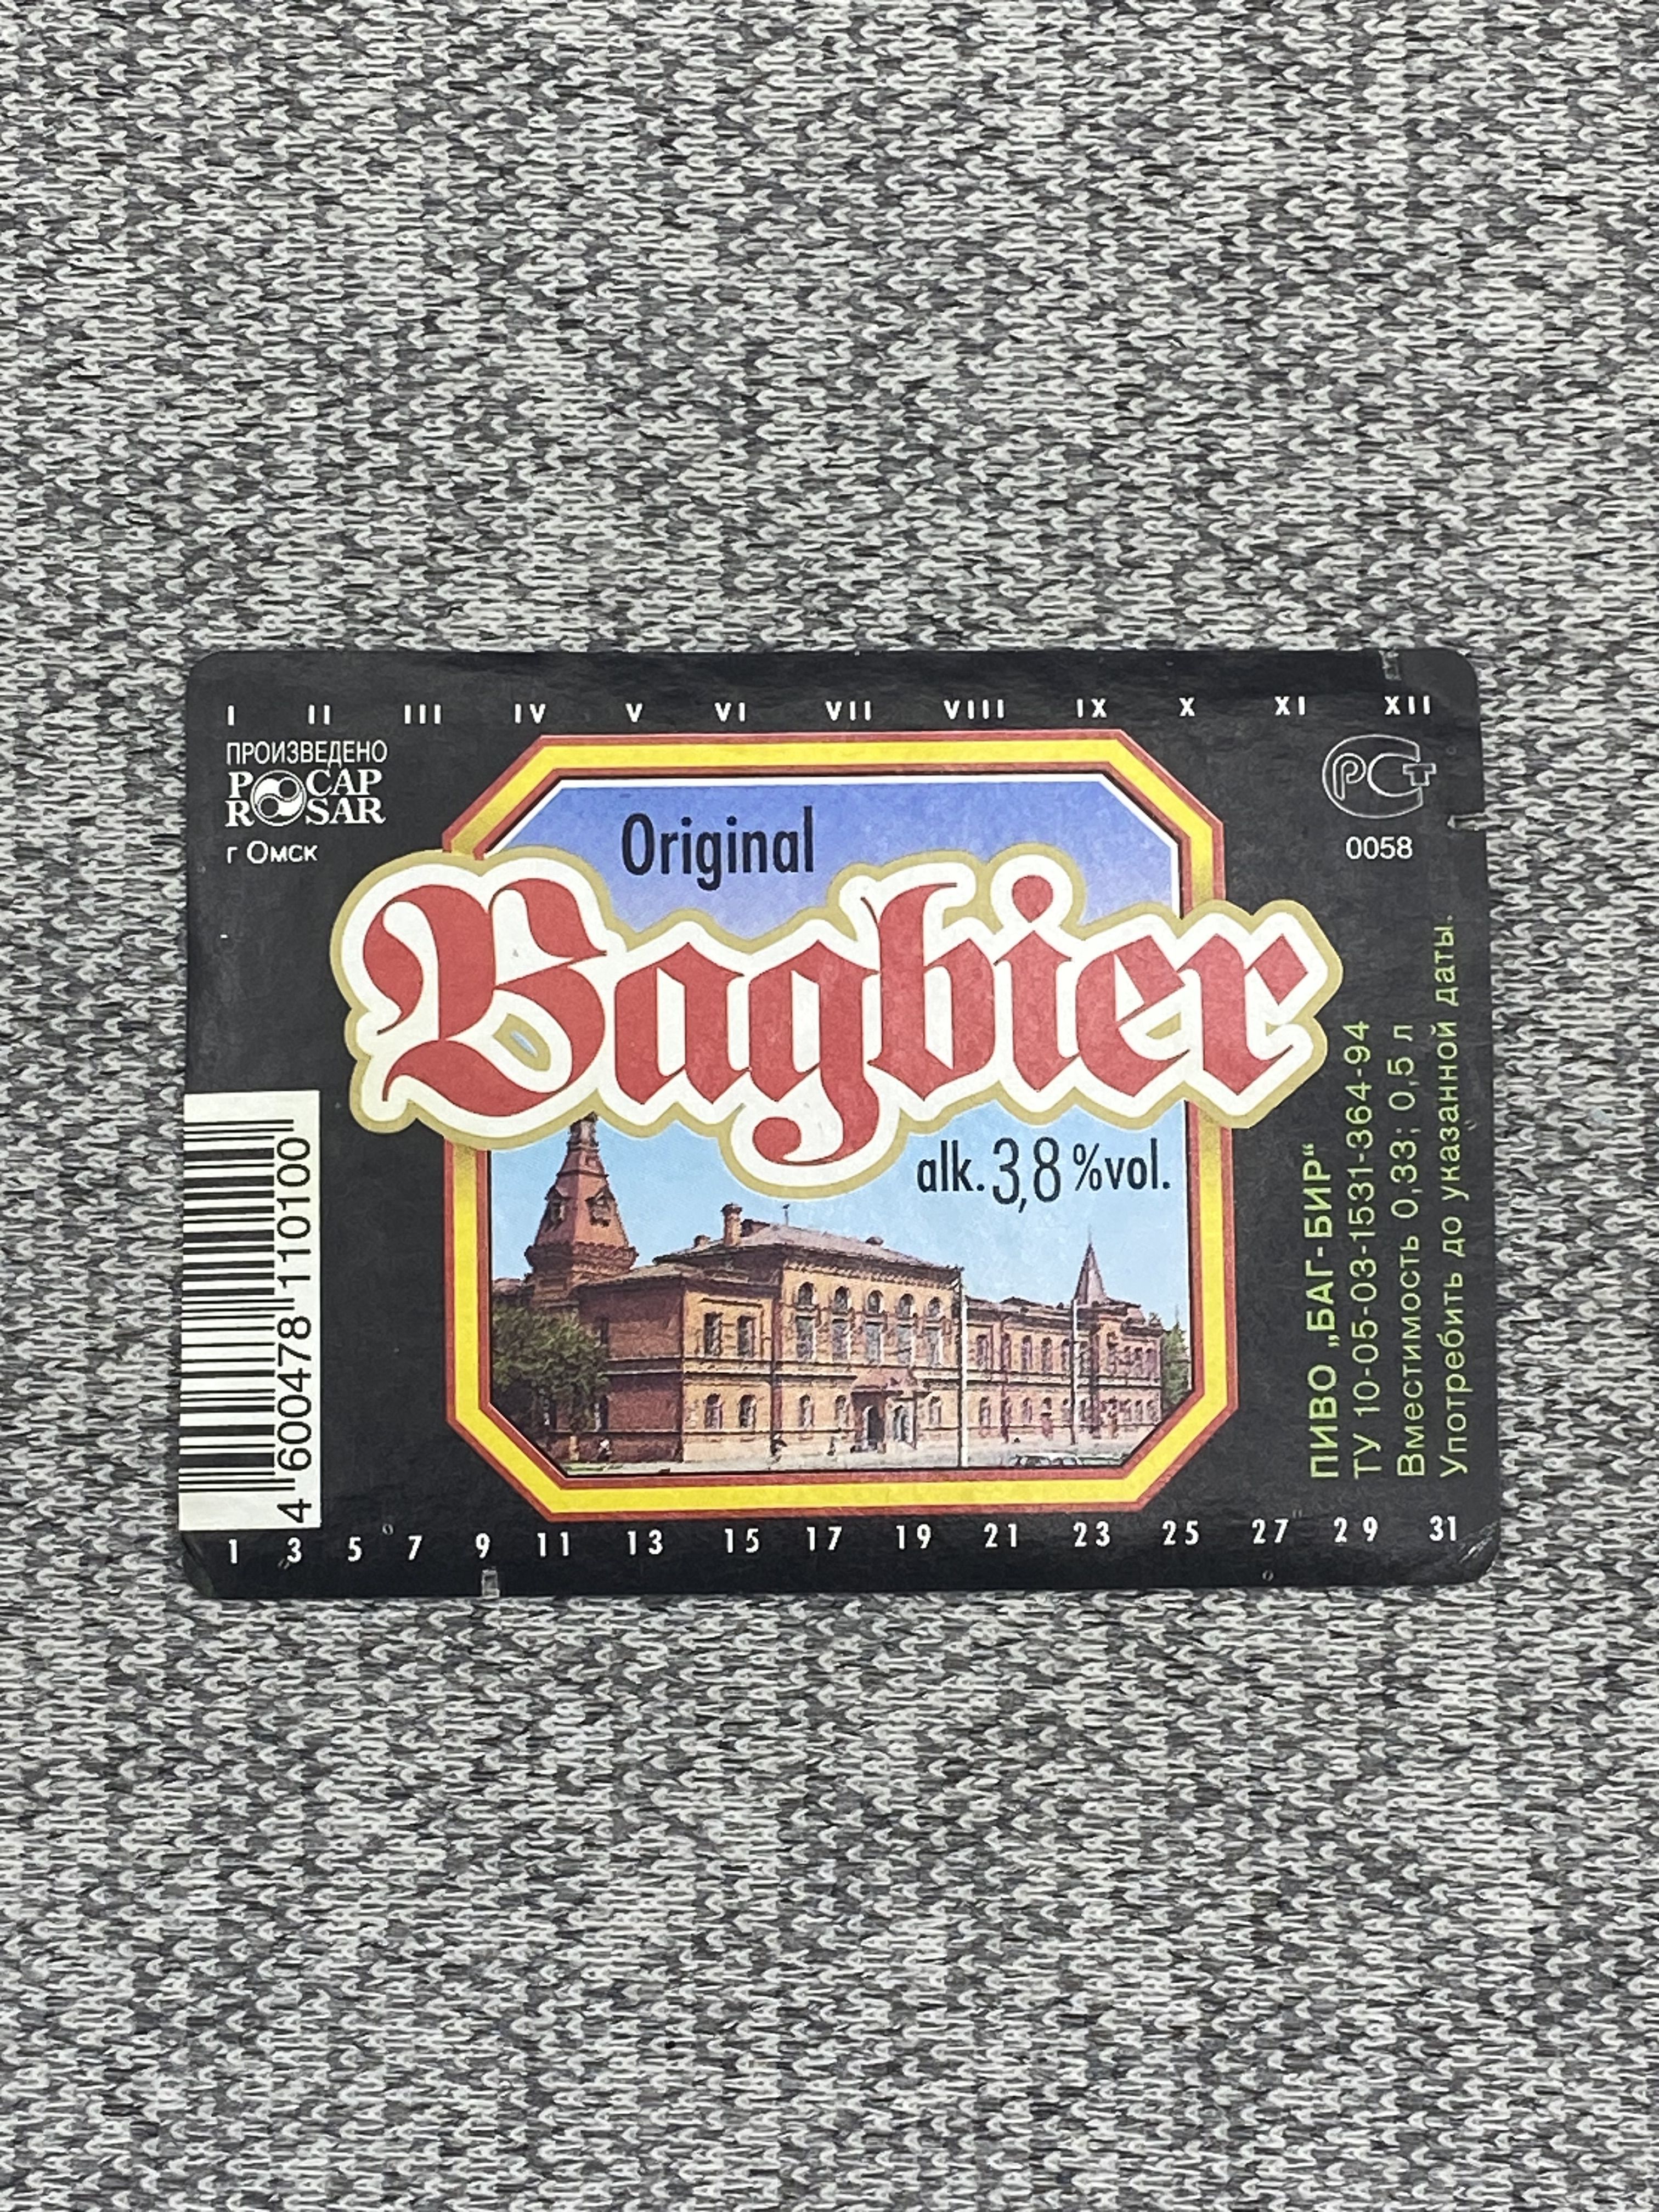 I II III IV V VI VII VIII IX X XI XII
ПРОИЗВЕДЕНО
РОСАР
ROSAR
г Омск
РСТ
0058
Original
Bagbier
alk. 3,8 %vol.
ПИВО „БАГ-БИР“
ТУ 10-05-03-1531-364-94
Вместимость 0,33; 0,5 л
Употребить до указанной даты.
4 600478 110100
1 3 5 7 9 11 13 15 17 19 21 23 25 27 29 31